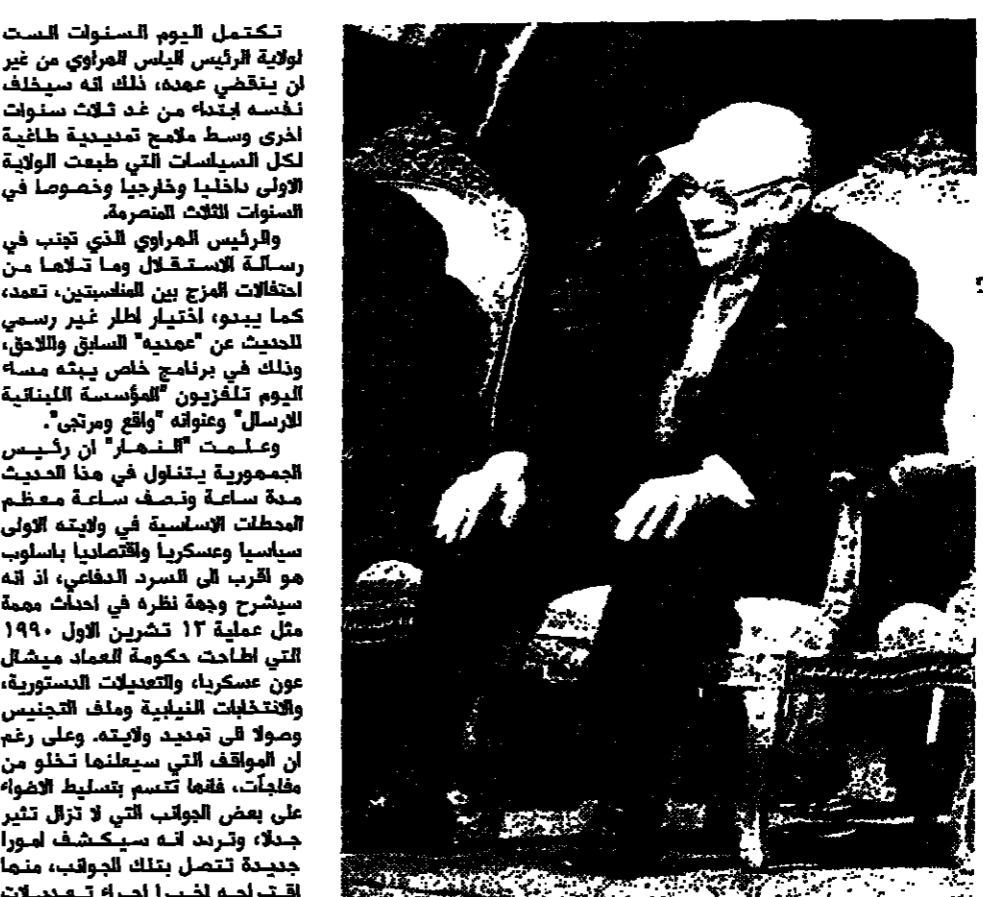 تكتمل اليوم السنوات الست
لولاية الرئيس الياس الهراوي من غير
ان ينقضي عهده، ذلك انه سيخلف
نفسه ابتداء من غد ثلاث سنوات
اخرى وسط ملامح تمديدية طاغية
لكل السياسات التي طبعت الولاية
الاولى داخليا وخارجيا وخصوصا في
السنوات الثلاث المنصرمة.
والرئيس الهراوي الذي تجنب في
رسالة الاستقلال وما تلاها من
احتفالات المزج بين المناسبتين، تعمد،
كما يبدو، اختيار اطار غير رسمي
للحديث عن "عهديه" السابق واللاحق،
وذلك في برنامج خاص يبثه مساء
اليوم تلفزيون "المؤسسة اللبنانية
للارسال" وعنوانه "واقع ومرتجى".
وعلمت "النهار" ان رئيس
الجمهورية يتناول في هذا الحديث
مدة ساعة ونصف ساعة معظم
المحطات الاساسية في ولايته الاولى
سياسيا وعسكريا واقتصاديا باسلوب
هو اقرب الى السرد الدفاعي، اذ انه
سيشرح وجهة نظره في احداث مهمة
مثل عملية ١٣ تشرين الاول ١٩٩٠
التي اطاحت حكومة العماد ميشال
عون عسكريا، والتعديلات الدستورية،
والانتخابات النيابية وملف التجنيس
وصولا الى تمديد ولايته. وعلى رغم
ان المواقف التي سيعلنها تخلو من
مفاجآت، فانها تتسم بتسليط الاضواء
على بعض الجوانب التي لا تزال تثير
جدلا، وتردد انه سيكشف امورا
جديدة تتصل بتلك الجوانب، منها
اقتراحه اخيرا اجراء تعديلات